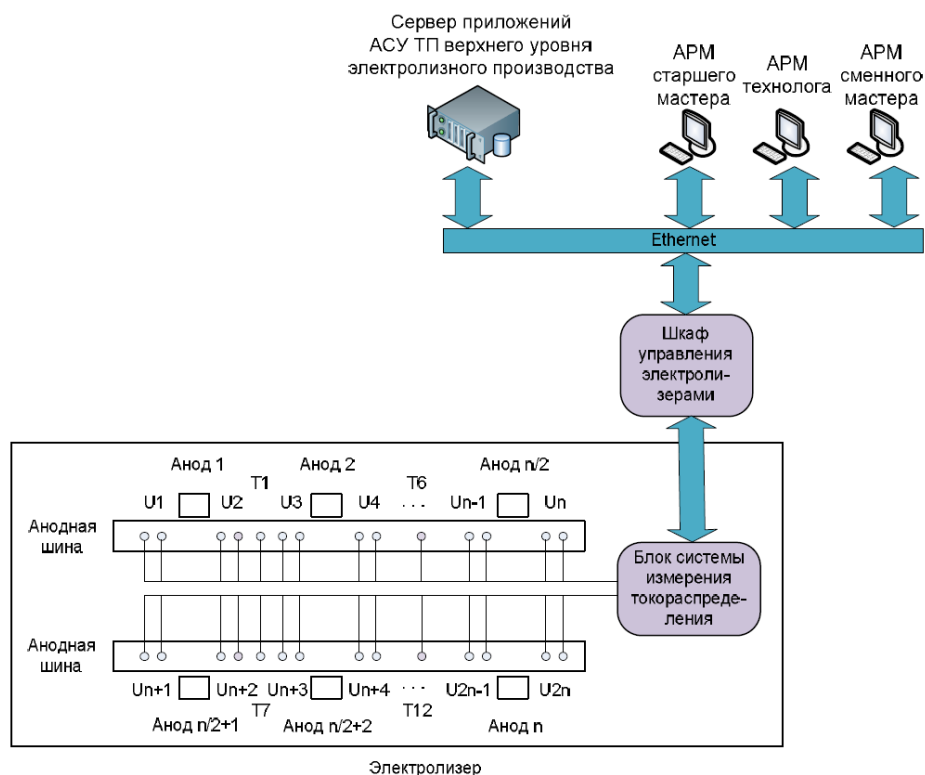 Сервер приложений
АСУ ТП верхнего уровня
электролизного производства
АРМ
старшего
мастера
АРМ
технолога
АРМ
сменного
мастера
Ethernet
Шкаф
управления
электроли-
зерами
Анод 1
Анод 2
Анод n/2
T1
T6
U1
U2
U3
U4
...
Un-1
Un
Анодная
шина
Блок системы
измерения
токораспреде-
ления
Анодная
шина
Un+1
Un+2
Un+3
Un+4
...
U2n-1
U2n
T7
T12
Анод n/2+1
Анод n/2+2
Анод n
Электролизер